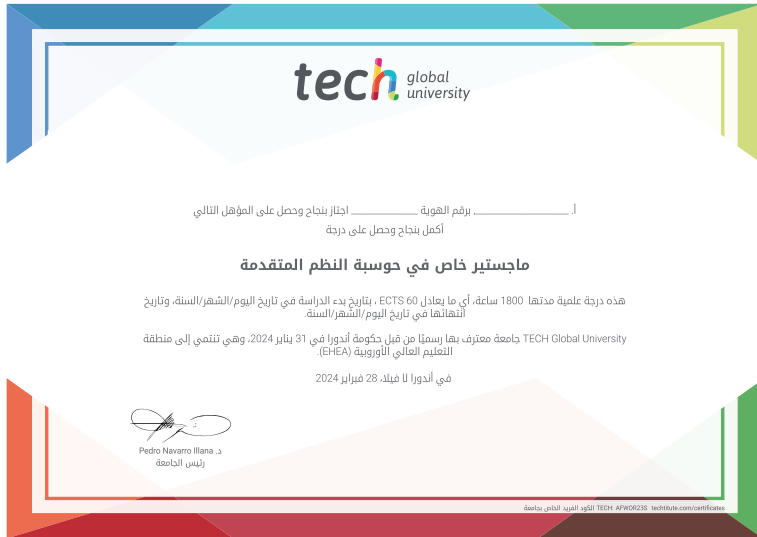 tech global
university
أ. ____________________ برقم الهوية ______________ اجتاز بنجاح وحصل على المؤهل التالي
أكمل بنجاح وحصل على درجة
ماجستير خاص في حوسبة النظم المتقدمة
هذه درجة علمية مدتها 1800 ساعة، أي ما يعادل 60 ECTS ، بتاريخ بدء الدراسة في تاريخ اليوم/الشهر/السنة، وتاريخ
انتهائها في تاريخ اليوم/الشهر/السنة.
TECH Global University جامعة معترف بها رسميًا من قبل حكومة أندورا في 31 يناير 2024، وهي تنتمي إلى منطقة
التعليم العالي الأوروبية (EHEA).
في أندورا لا فيلا، 28 فبراير 2024
د. Pedro Navarro Illana
رئيس الجامعة
الكود الفريد الخاص بجامعة TECH: AFWOR23S techtitute.com/certificates